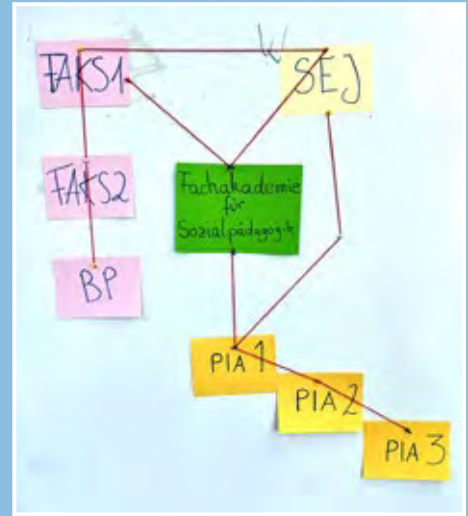 FAKS1
SEJ
FAKS2
Fachakademie
für
Sozialpädagogik
BP
PIA 1
PIA 2
PIA 3